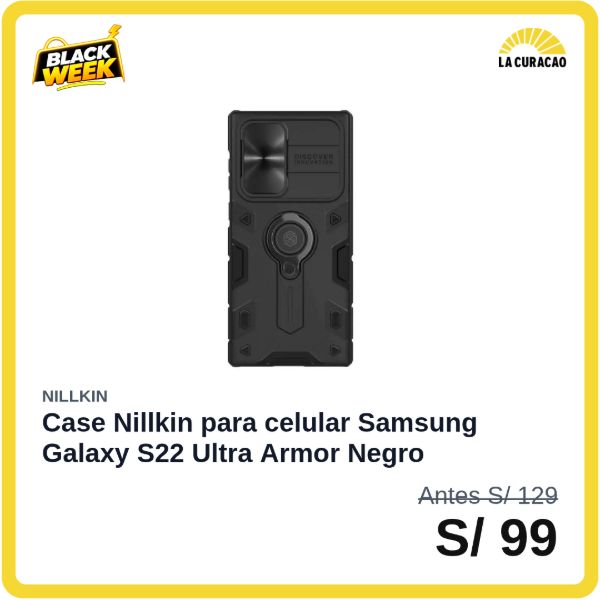 BLACK
WEEK
LA CURACAO
DISCOVER
INNOVATION
NILLKIN
Case Nillkin para celular Samsung
Galaxy S22 Ultra Armor Negro
Antes S/ 129
S/ 99